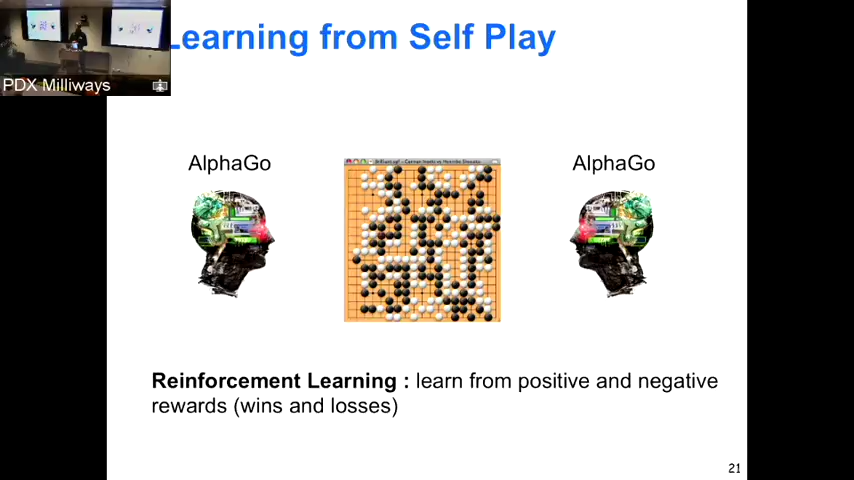 Learning from Self Play
PDX Milliways
AlphaGo
AlphaGo
Reinforcement Learning : learn from positive and negative
rewards (wins and losses)
21